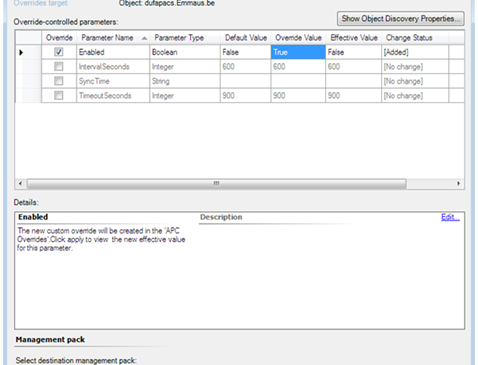 Overrides target Object: dufapacs.Emmaus.be
Override-controlled parameters: Show Object Discovery Properties...
Override Parameter Name Parameter Type Default Value Override Value Effective Value Change Status
Enabled Boolean False True False [Added]
IntervalSeconds Integer 600 600 600 [No change]
SyncTime String [No change]
TimeoutSeconds Integer 900 900 900 [No change]
Details:
Enabled Description Edit...
The new custom override will be created in the 'APC
Overrides'.Click apply to view the new effective value
for this parameter.
Management pack
Select destination management pack: